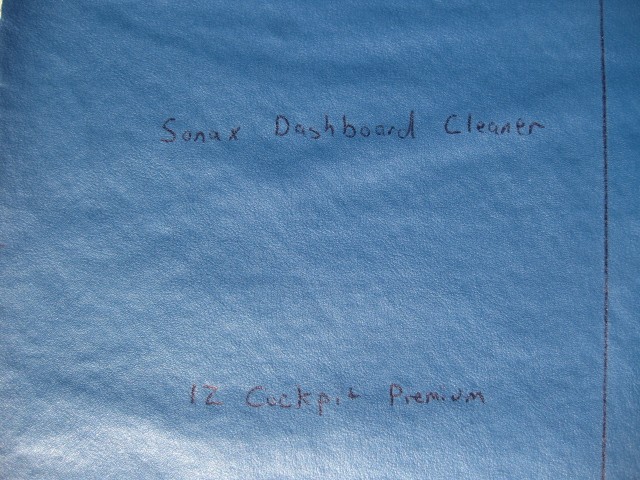 Sonax Dashboard Cleaner
12 Cockpit Premium